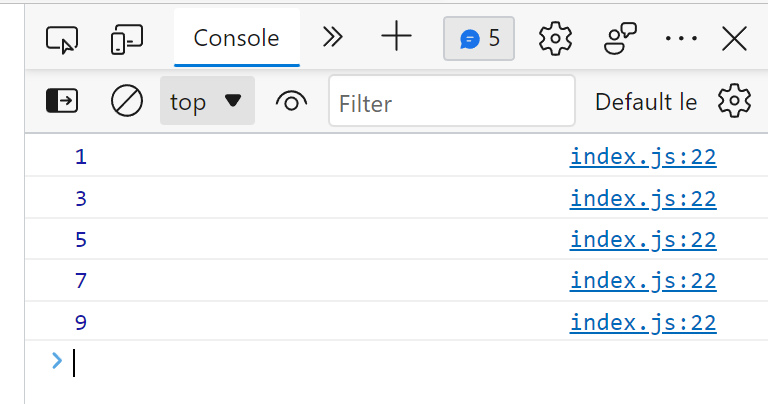 Console 5
top Filter Default le
1 index.js:22
3 index.js:22
5 index.js:22
7 index.js:22
9 index.js:22